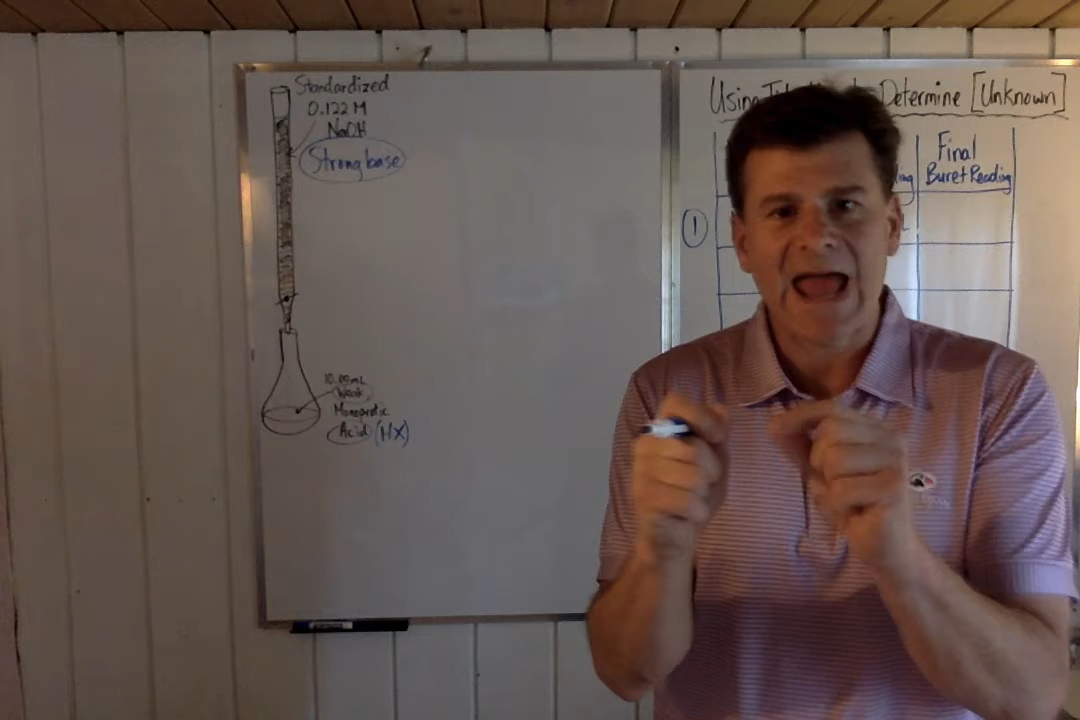 Standardized
0.122 M
NaOH
Strong base
10.00 mL
Weak
Monoprotic
Acid (HX)
Using Determine [Unknown]
Final
Buret Reading
1